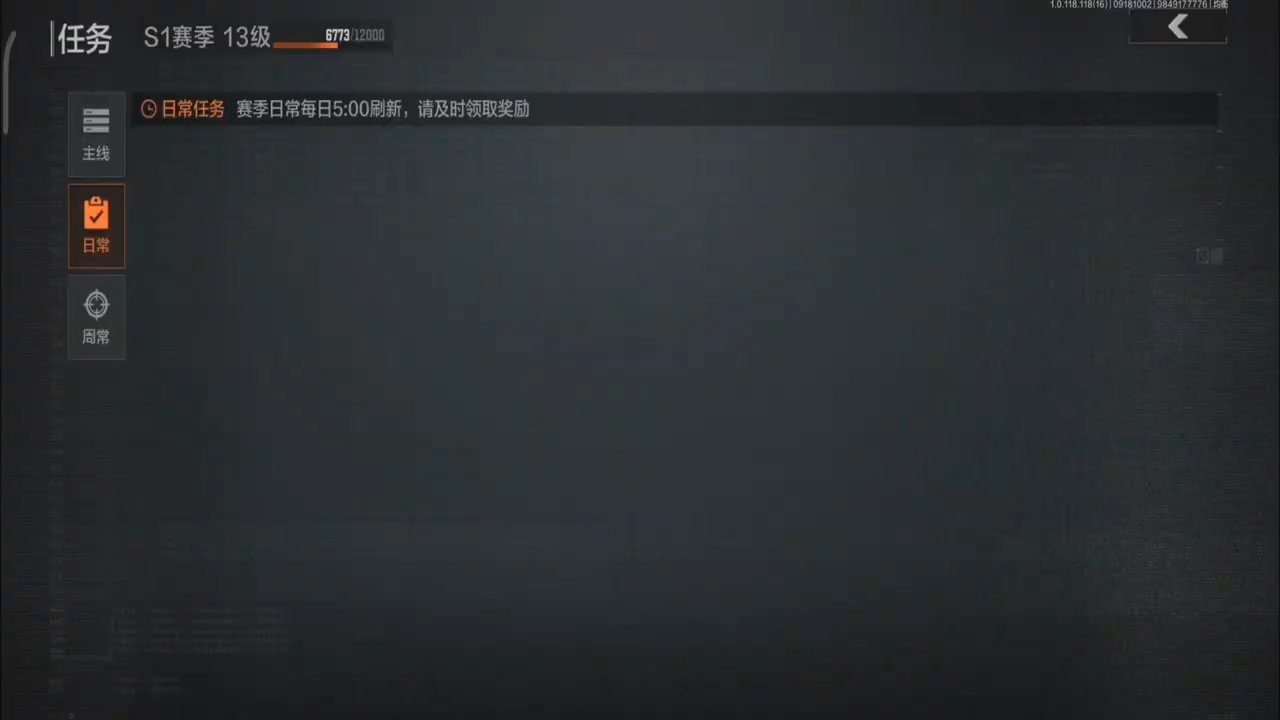 1.0.118.118(16) | 09181002 | 9849177776 | 均衡
任务 S1赛季 13级 6773/12000
日常任务 赛季日常每日5:00刷新，请及时领取奖励
主线
日常
周常